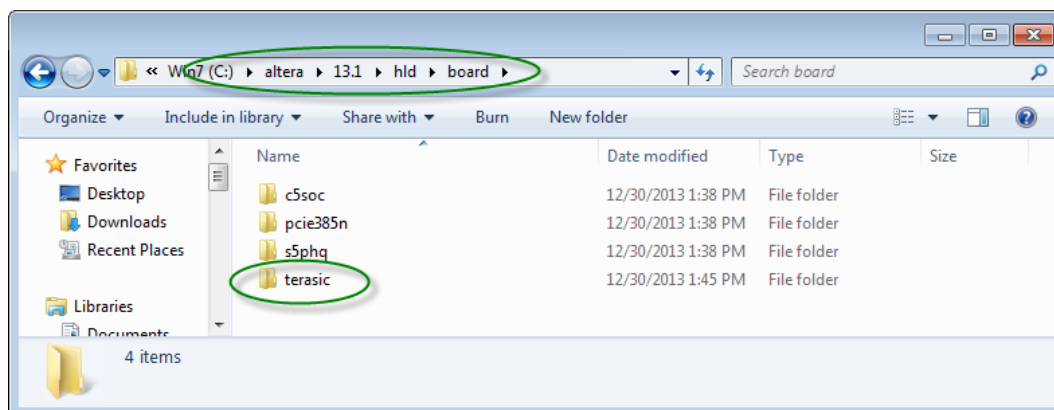 « Win7 (C:) ▸ altera ▸ 13.1 ▸ hld ▸ board ▸ Search board
Organize Include in library Share with Burn New folder
Favorites
Desktop
Downloads
Recent Places
Libraries
Documents
Name Date modified Type Size
c5soc 12/30/2013 1:38 PM File folder
pcie385n 12/30/2013 1:38 PM File folder
s5phq 12/30/2013 1:38 PM File folder
terasic 12/30/2013 1:45 PM File folder
4 items